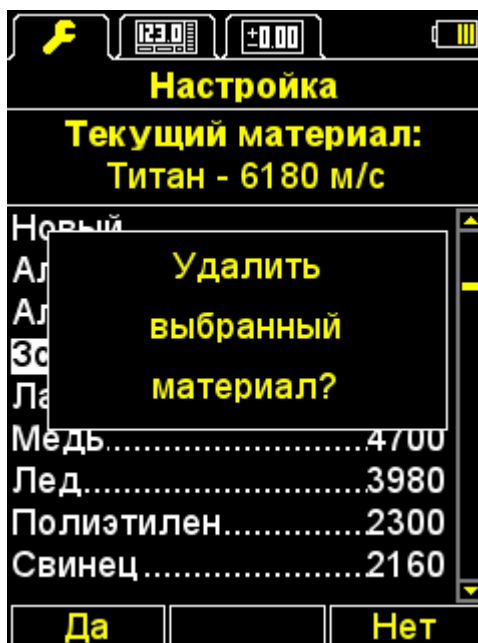 123.0
±0.00
Настройка
Текущий материал:
Титан - 6180 м/с
Новый
Удалить
выбранный
материал?
Медь....................4700
Лед......................3980
Полиэтилен...........2300
Свинец.................2160
Да
Нет